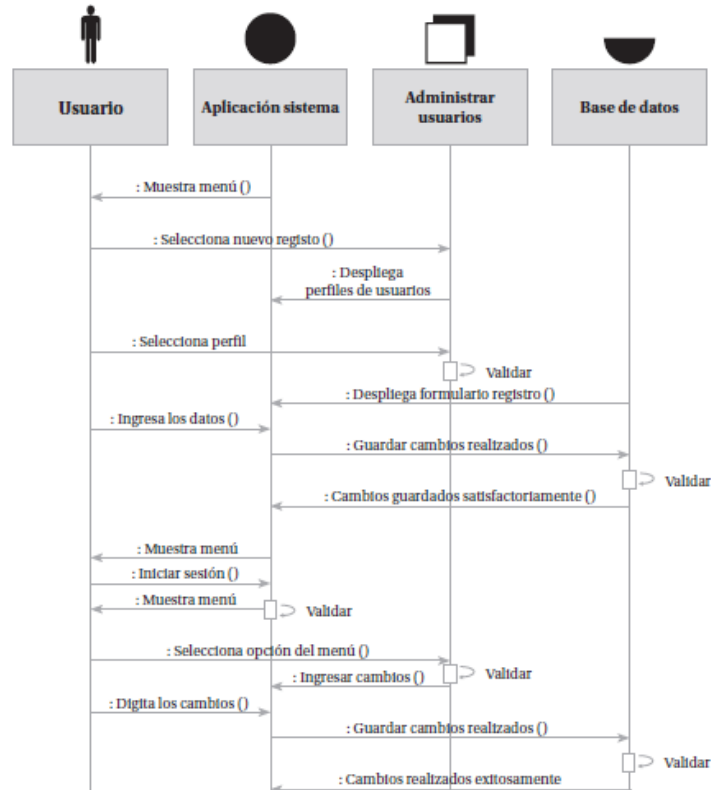 Usuario
Aplicación sistema
Administrar
usuarios
Base de datos
: Muestra menú ()
: Selecciona nuevo registo ()
: Despliega
perfiles de usuarios
: Selecciona perfil
Validar
: Despliega formulario registro ()
: Ingresa los datos ()
: Guardar cambios realizados ()
Validar
: Cambios guardados satisfactoriamente ()
: Muestra menú
: Iniciar sesión ()
: Muestra menú
Validar
: Selecciona opción del menú ()
Validar
: Ingresar cambios ()
: Digita los cambios ()
: Guardar cambios realizados ()
Validar
: Cambios realizados exitosamente